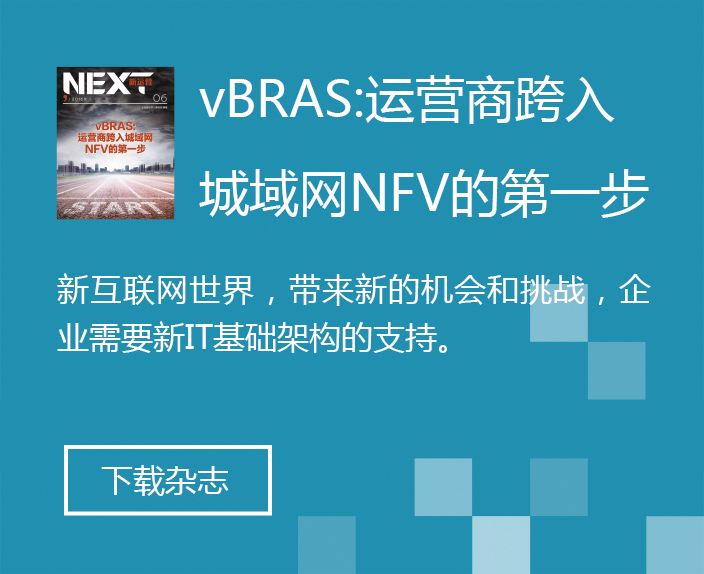 NEXT
新运营
06
vBRAS:
运营商跨入城域网
NFV的第一步
START
vBRAS:运营商跨入
城域网NFV的第一步
新互联网世界，带来新的机会和挑战，企
业需要新IT基础架构的支持。
下载杂志